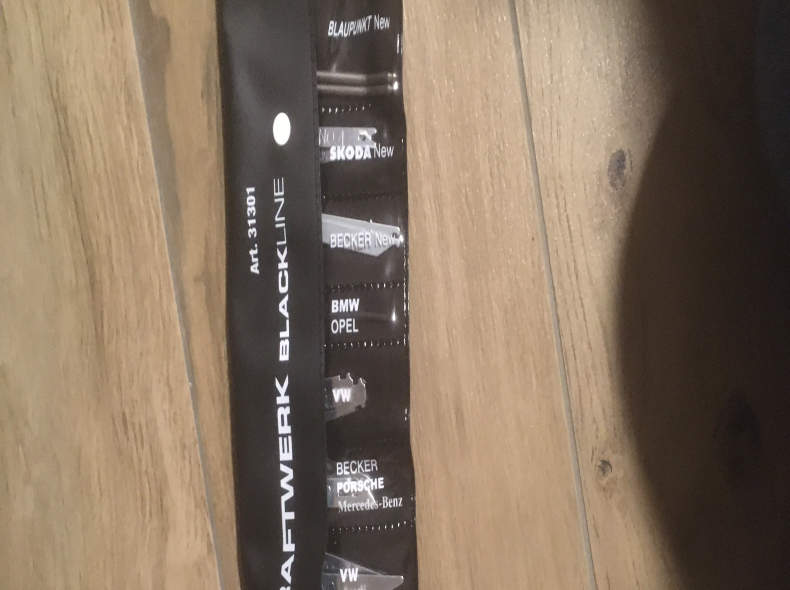 Art. 31301
RAFTWERK BLACKLINE
BLAUPUNKT New
SKODA New
BECKER New
BMW
OPEL
VW
BECKER
PORSCHE
Mercedes-Benz
VW